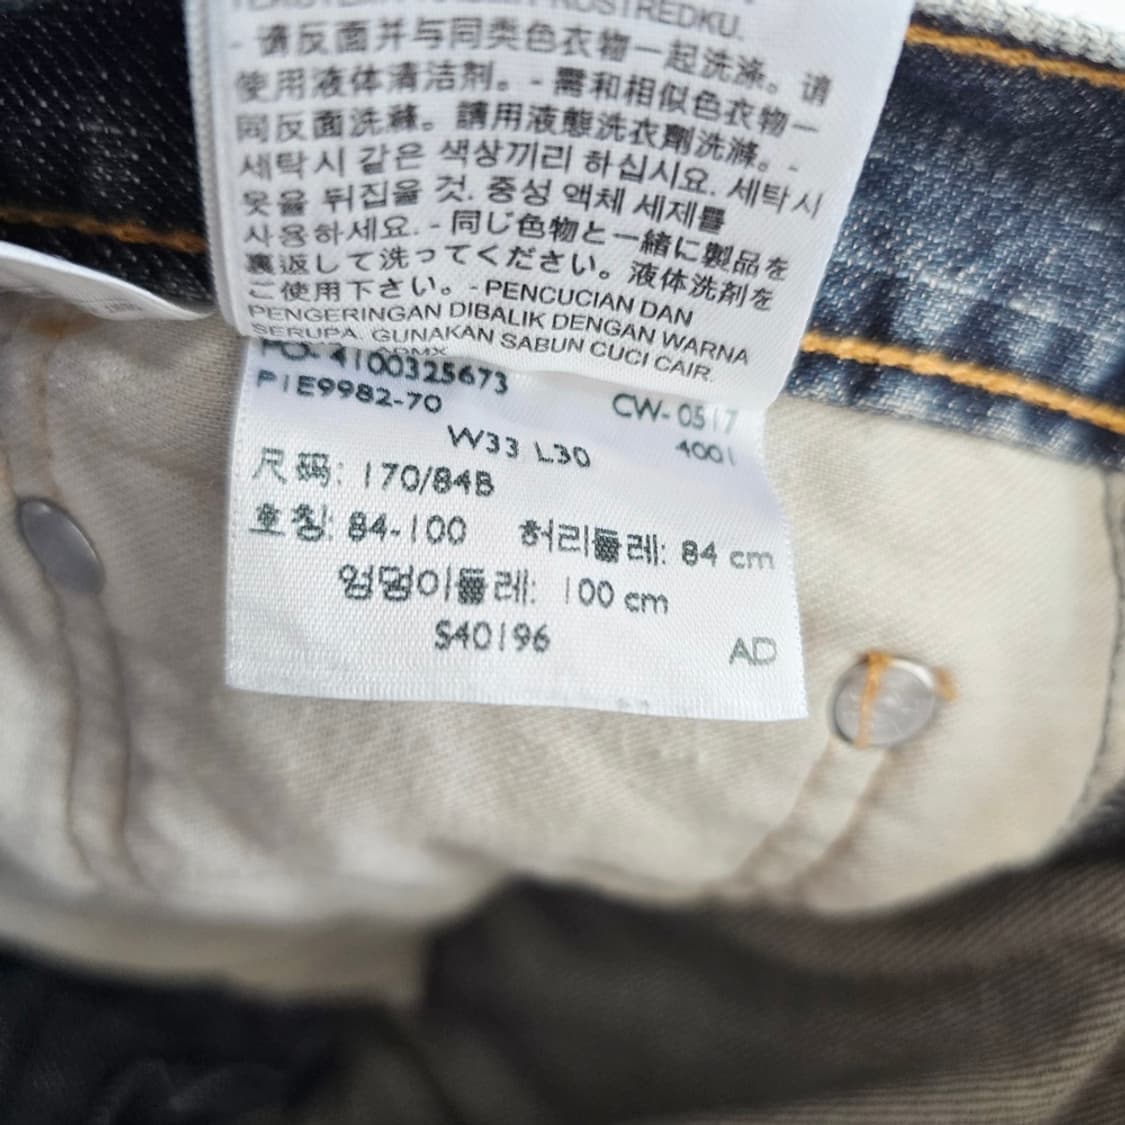 KOSTŘEDKU.
- 请反面并与同类色衣物一起洗涤。请
使用液体清洁剂。- 需和相似色衣物一
同反面洗滌。請用液態洗衣劑洗滌。-
세탁시 같은 색상끼리 하십시요. 세탁시
옷을 뒤집을 것. 중성 액체 세제를
사용하세요. - 同じ色物と一緒に製品を
裏返して洗ってください。液体洗剤を
ご使用下さい。- PENCUCIAN DAN
PENGERINGAN DIBALIK DENGAN WARNA
SERUPA. GUNAKAN SABUN CUCI CAIR.
PO- 4100325673
P1E9982-70 CW- 0517
W33 L30 4001
尺码: 170/84B
호칭: 84-100 허리둘레: 84 cm
엉덩이둘레: 100 cm
S40196 AD